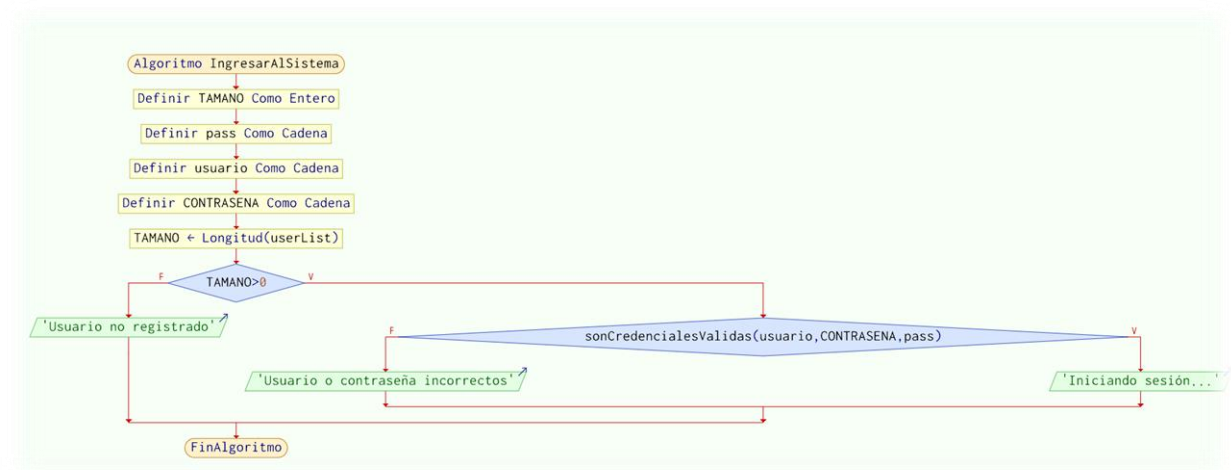 Algoritmo IngresarAlSistema
Definir TAMANO Como Entero
Definir pass Como Cadena
Definir usuario Como Cadena
Definir CONTRASENA Como Cadena
TAMANO ← Longitud(userList)
F
TAMANO>0
V
'Usuario no registrado'
F
sonCredencialesValidas(usuario,CONTRASENA,pass)
V
'Usuario o contraseña incorrectos'
'Iniciando sesión...'
FinAlgoritmo